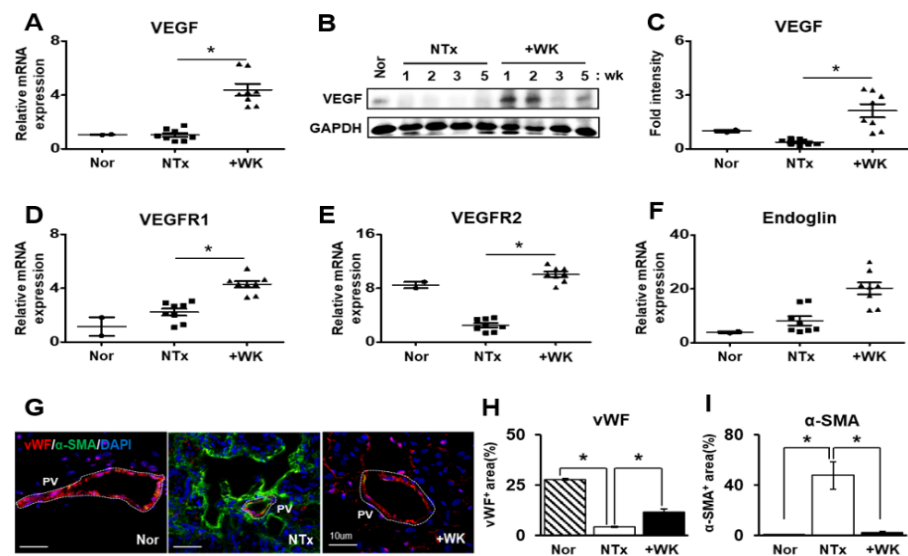 A
VEGF
Relative mRNA
expression
8
4
0
*
Nor
NTx
+WK
B
Nor
NTx
+WK
1 2 3 5 1 2 3 5 : wk
VEGF
GAPDH
C
VEGF
Fold intensity
6
3
0
*
Nor
NTx
+WK
D
VEGFR1
Relative mRNA
expression
8
4
0
*
Nor
NTx
+WK
E
VEGFR2
Relative mRNA
expression
16
8
0
*
Nor
NTx
+WK
F
Endoglin
Relative mRNA
expression
40
20
0
Nor
NTx
+WK
G
vWF/α-SMA/DAPI
PV
Nor
PV
NTx
PV
10um
+WK
H
vWF
vWF⁺ area(%)
50
25
0
* *
Nor
NTx
+WK
I
α-SMA
α-SMA⁺ area(%)
80
40
0
* *
Nor
NTx
+WK